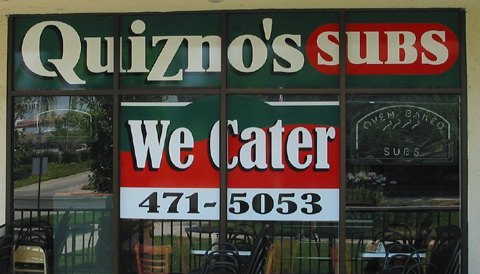 Quizno's SUBS
We Cater
471-5053
OVEN BAKED
SUBS